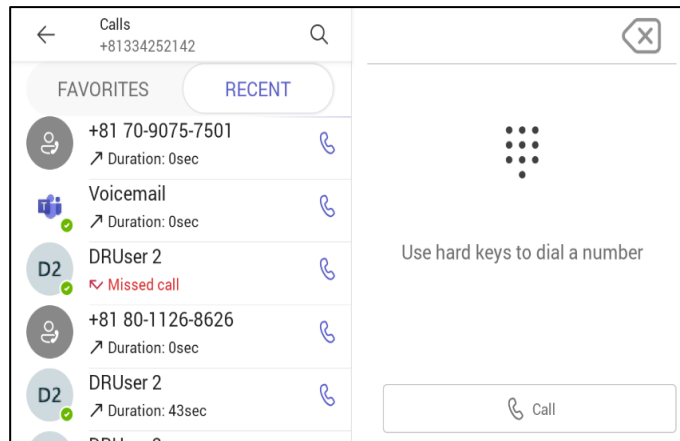 Calls
+81334252142
FAVORITES
RECENT
+81 70-9075-7501
Duration: 0sec
Voicemail
Duration: 0sec
D2
DRUser 2
Missed call
+81 80-1126-8626
Duration: 0sec
D2
DRUser 2
Duration: 43sec
Use hard keys to dial a number
Call